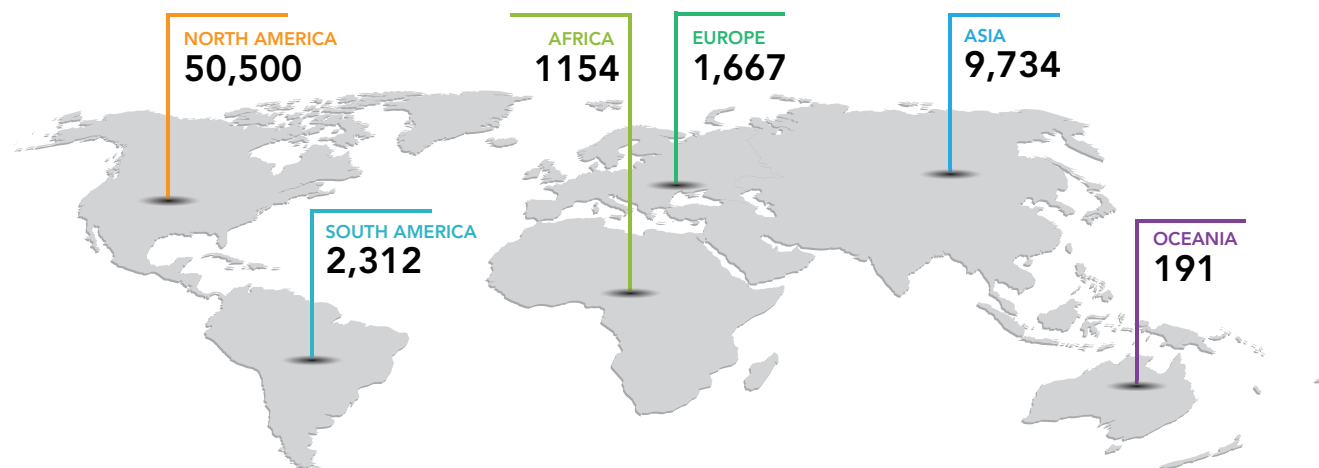 NORTH AMERICA
50,500
AFRICA
1154
EUROPE
1,667
ASIA
9,734
SOUTH AMERICA
2,312
OCEANIA
191